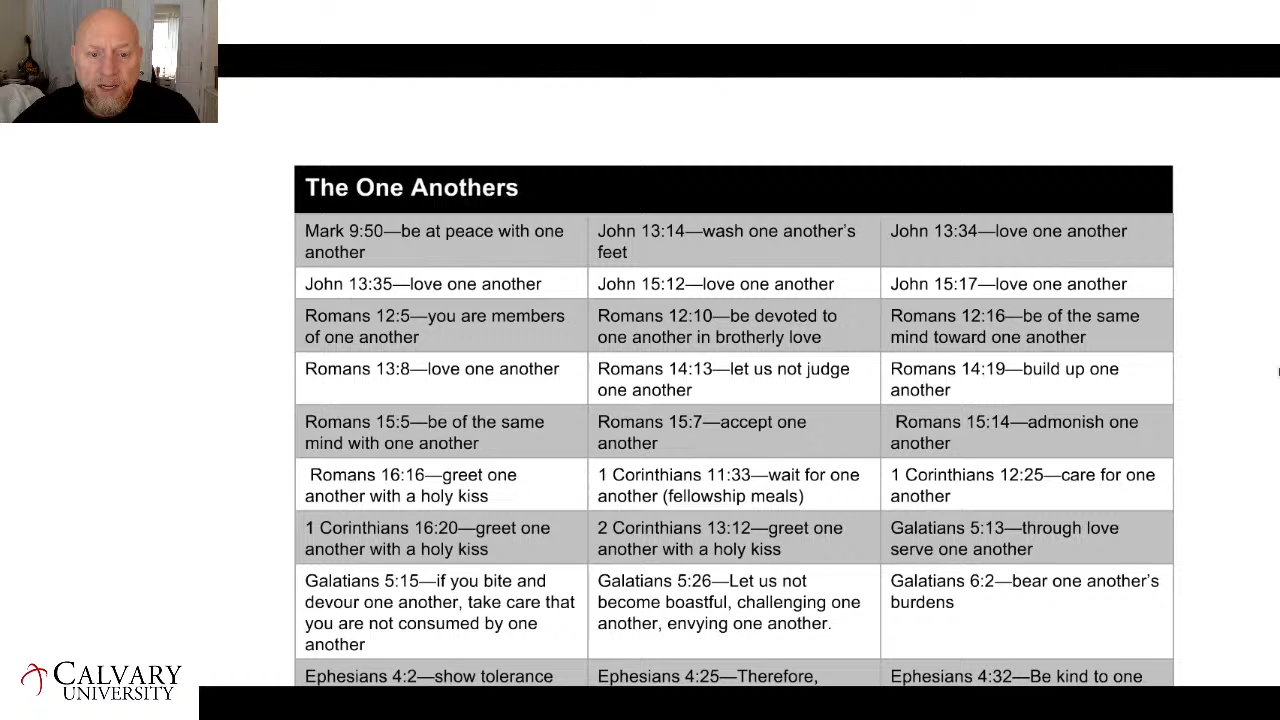 The One Anothers
Mark 9:50—be at peace with one
another
John 13:14—wash one another's
feet
John 13:34—love one another
John 13:35—love one another
John 15:12—love one another
John 15:17—love one another
Romans 12:5—you are members
of one another
Romans 12:10—be devoted to
one another in brotherly love
Romans 12:16—be of the same
mind toward one another
Romans 13:8—love one another
Romans 14:13—let us not judge
one another
Romans 14:19—build up one
another
Romans 15:5—be of the same
mind with one another
Romans 15:7—accept one
another
Romans 15:14—admonish one
another
Romans 16:16—greet one
another with a holy kiss
1 Corinthians 11:33—wait for one
another (fellowship meals)
1 Corinthians 12:25—care for one
another
1 Corinthians 16:20—greet one
another with a holy kiss
2 Corinthians 13:12—greet one
another with a holy kiss
Galatians 5:13—through love
serve one another
Galatians 5:15—if you bite and
devour one another, take care that
you are not consumed by one
another
Galatians 5:26—Let us not
become boastful, challenging one
another, envying one another.
Galatians 6:2—bear one another's
burdens
Ephesians 4:2—show tolerance
Ephesians 4:25—Therefore,
Ephesians 4:32—Be kind to one
CALVARY
UNIVERSITY